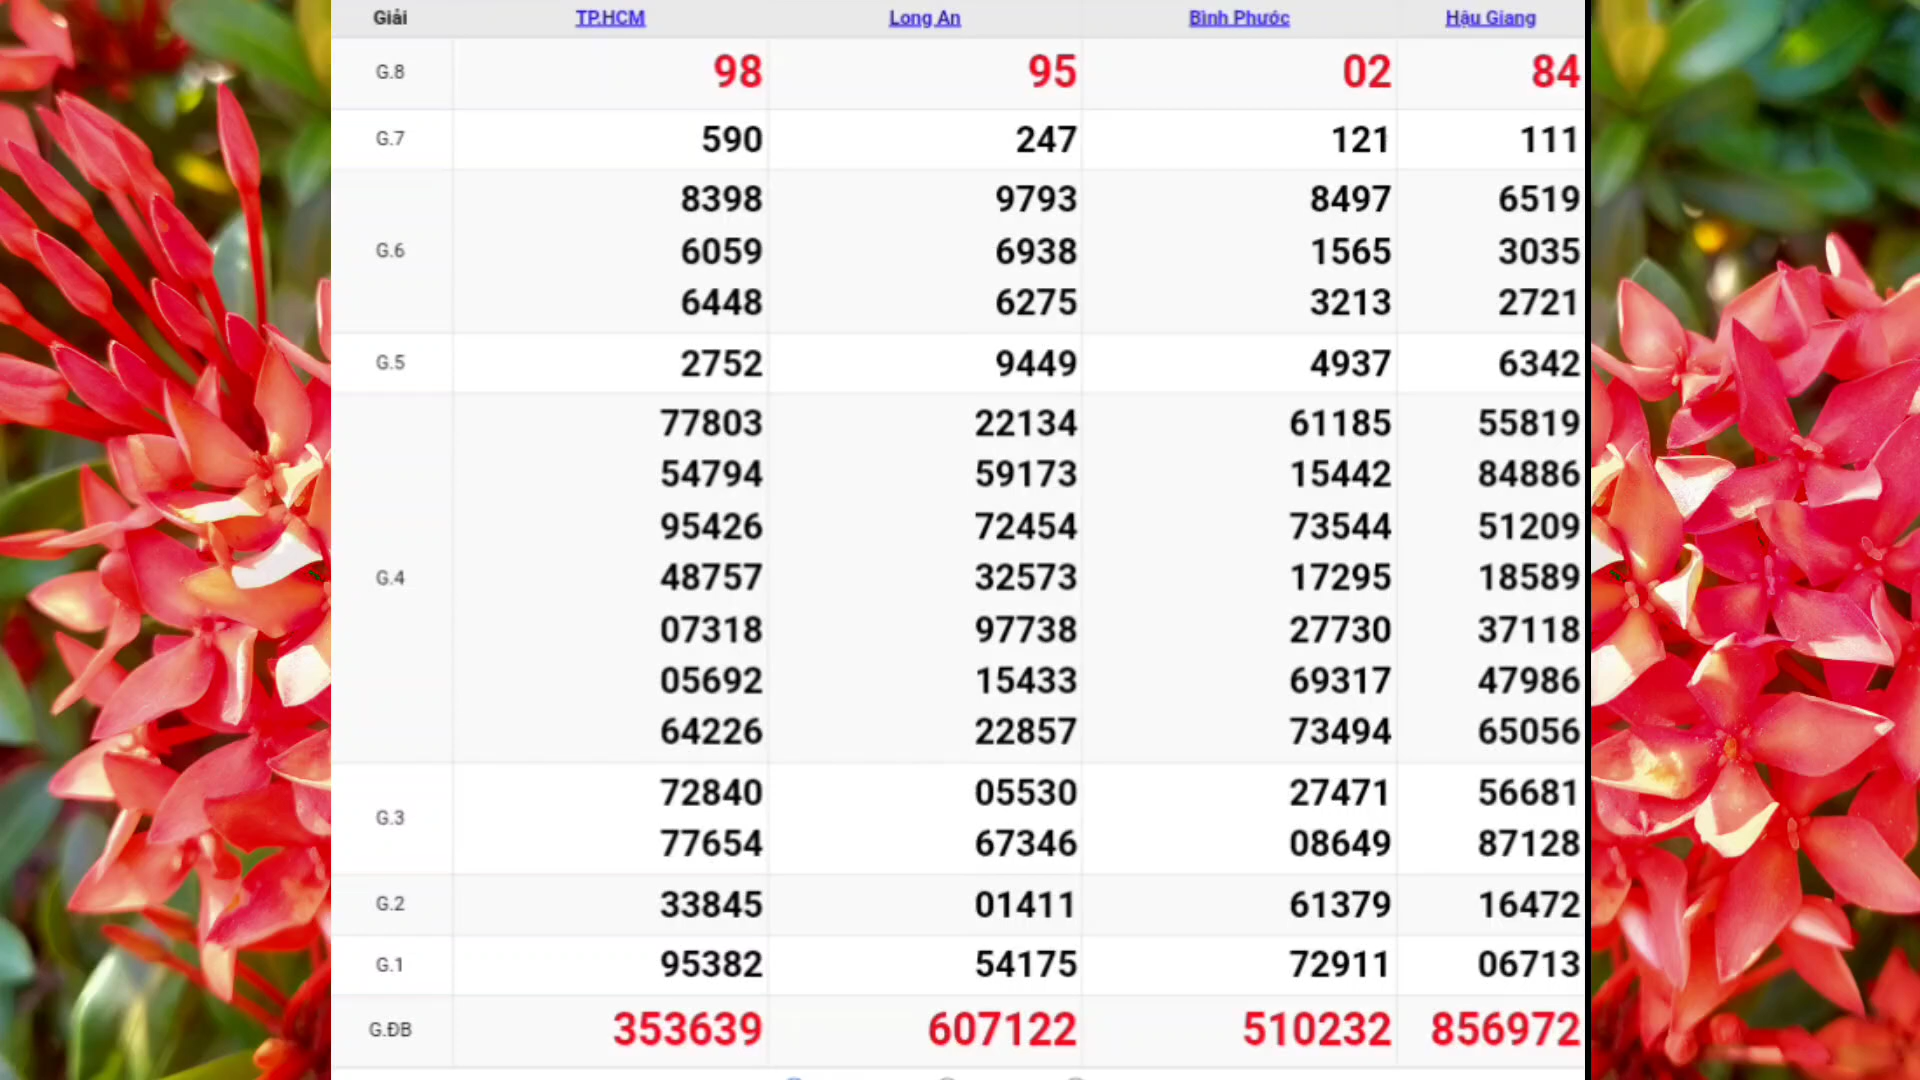 Giải TP.HCM Long An Bình Phước Hậu Giang
G.8 98 95 02 84
G.7 590 247 121 111
8398 9793 8497 6519
G.6 6059 6938 1565 3035
6448 6275 3213 2721
G.5 2752 9449 4937 6342
77803 22134 61185 55819
54794 59173 15442 84886
95426 72454 73544 51209
G.4 48757 32573 17295 18589
07318 97738 27730 37118
05692 15433 69317 47986
64226 22857 73494 65056
G.3 72840 05530 27471 56681
77654 67346 08649 87128
G.2 33845 01411 61379 16472
G.1 95382 54175 72911 06713
G.ĐB 353639 607122 510232 856972